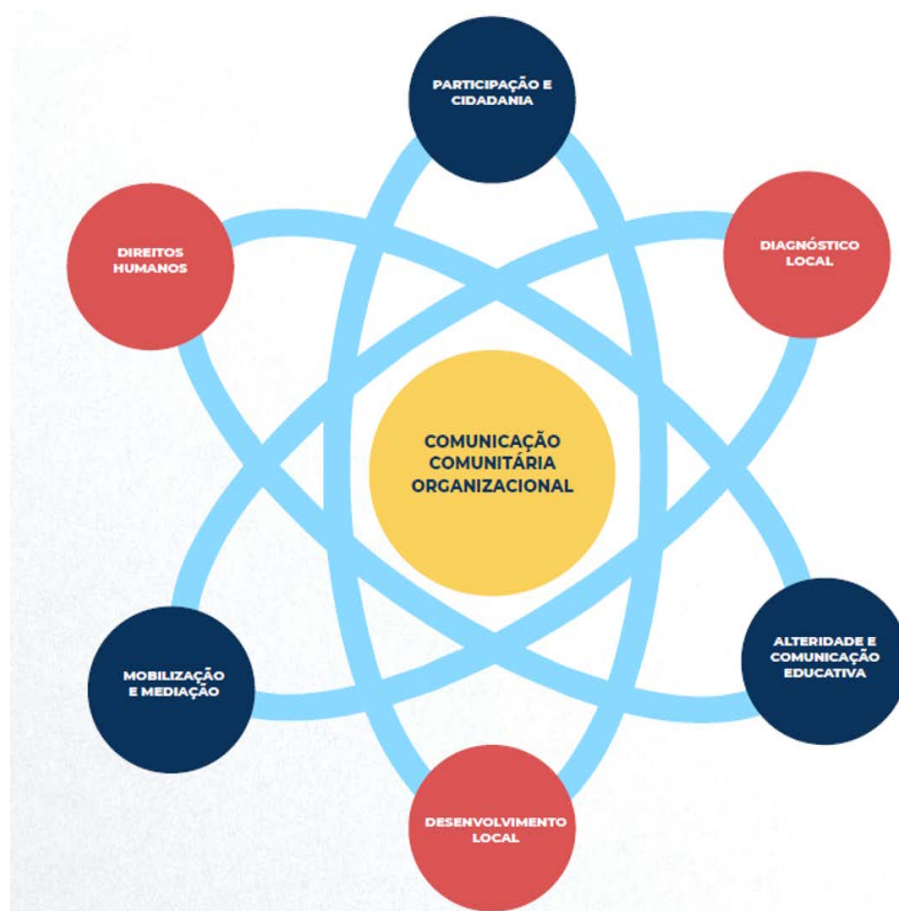 PARTICIPAÇÃO E
CIDADANIA
DIREITOS
HUMANOS
DIAGNÓSTICO
LOCAL
COMUNICAÇÃO
COMUNITÁRIA
ORGANIZACIONAL
MOBILIZAÇÃO
E MEDIAÇÃO
ALTERIDADE E
COMUNICAÇÃO
EDUCATIVA
DESENVOLVIMENTO
LOCAL